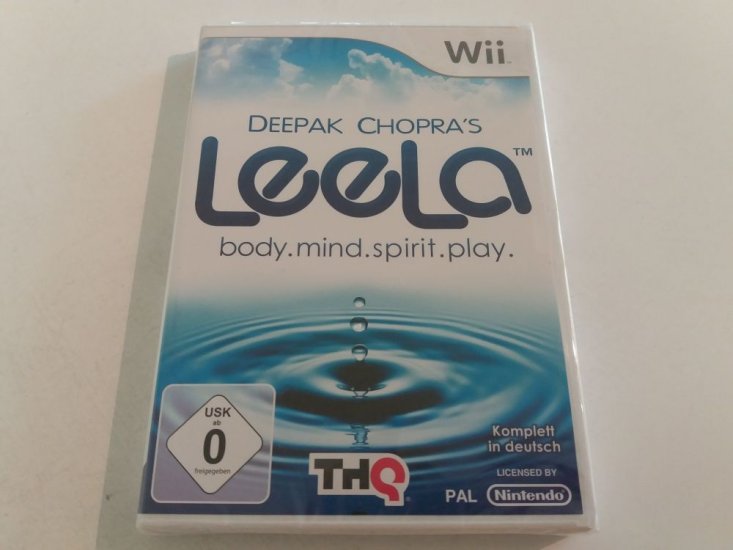 Wii™
DEEPAK CHOPRA'S
LeeLa™
body.mind.spirit.play.
USK
ab
0
freigegeben
THQ®
Komplett
in deutsch
LICENSED BY
PAL Nintendo®